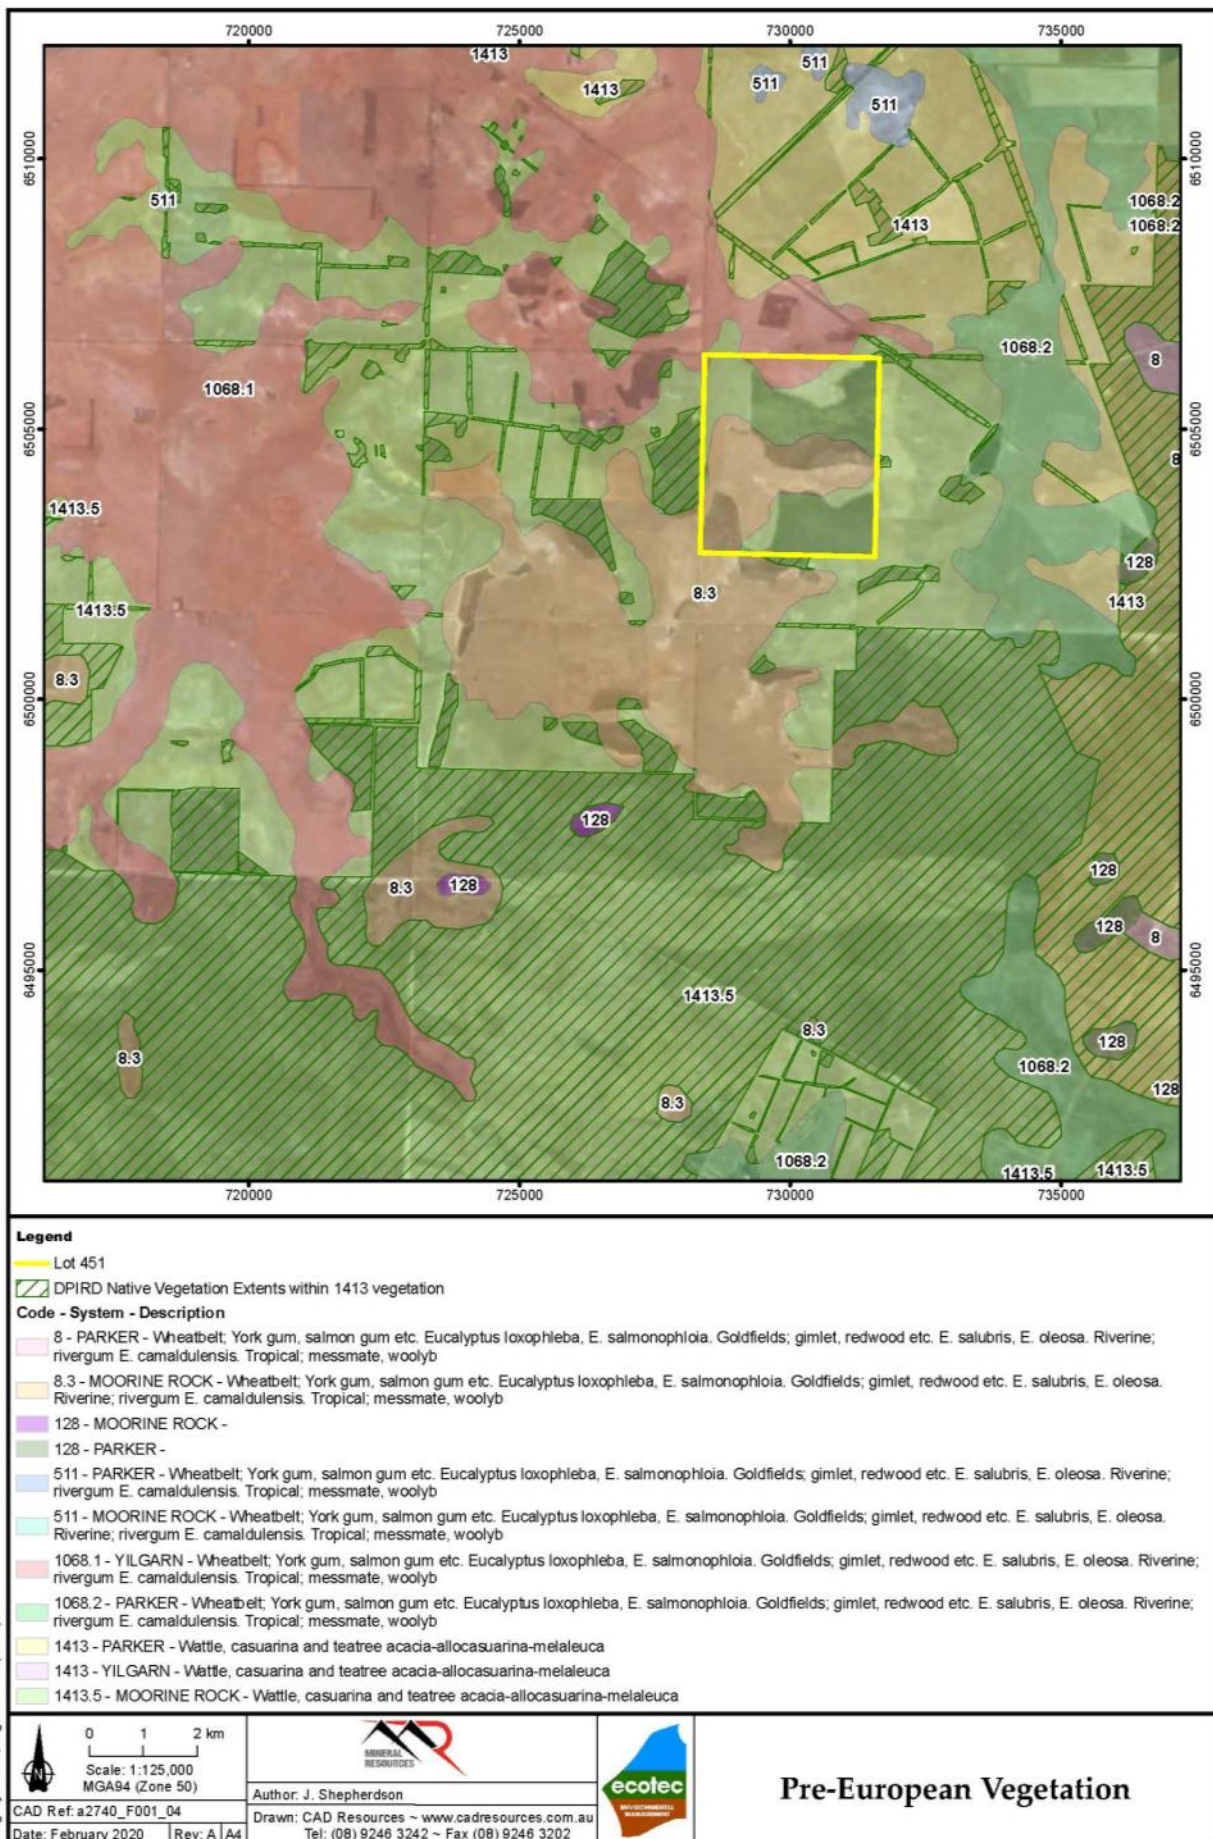 720000 725000 730000 735000
1413 511
1413 511 511
6510000 6510000
511 1068.2
1413 1068.2
1068.2
8
1068.1
6505000 6505000
8
1413.5
128
8.3 1413
1413.5
8.3
6500000 6500000
128
128
8.3 128
128 8
6495000 6495000
1413.5
8.3
128
8.3
1068.2
128
8.3
1068.2
1413.5 1413.5
720000 725000 730000 735000
Legend
Lot 451
DPIRD Native Vegetation Extents within 1413 vegetation
Code - System - Description
8 - PARKER - Wheatbelt; York gum, salmon gum etc. Eucalyptus loxophleba, E. salmonophloia. Goldfields; gimlet, redwood etc. E. salubris, E. oleosa. Riverine;
rivergum E. camaldulensis. Tropical; messmate, woolyb
8.3 - MOORINE ROCK - Wheatbelt; York gum, salmon gum etc. Eucalyptus loxophleba, E. salmonophloia. Goldfields; gimlet, redwood etc. E. salubris, E. oleosa.
Riverine; rivergum E. camaldulensis. Tropical; messmate, woolyb
128 - MOORINE ROCK -
128 - PARKER -
511 - PARKER - Wheatbelt; York gum, salmon gum etc. Eucalyptus loxophleba, E. salmonophloia. Goldfields; gimlet, redwood etc. E. salubris, E. oleosa. Riverine;
rivergum E. camaldulensis. Tropical; messmate, woolyb
511 - MOORINE ROCK - Wheatbelt; York gum, salmon gum etc. Eucalyptus loxophleba, E. salmonophloia. Goldfields; gimlet, redwood etc. E. salubris, E. oleosa.
Riverine; rivergum E. camaldulensis. Tropical; messmate, woolyb
1068.1 - YILGARN - Wheatbelt; York gum, salmon gum etc. Eucalyptus loxophleba, E. salmonophloia. Goldfields; gimlet, redwood etc. E. salubris, E. oleosa. Riverine;
rivergum E. camaldulensis. Tropical; messmate, woolyb
1068.2 - PARKER - Wheatbelt; York gum, salmon gum etc. Eucalyptus loxophleba, E. salmonophloia. Goldfields; gimlet, redwood etc. E. salubris, E. oleosa. Riverine;
rivergum E. camaldulensis. Tropical; messmate, woolyb
1413 - PARKER - Wattle, casuarina and teatree acacia-allocasuarina-melaleuca
1413 - YILGARN - Wattle, casuarina and teatree acacia-allocasuarina-melaleuca
1413.5 - MOORINE ROCK - Wattle, casuarina and teatree acacia-allocasuarina-melaleuca
0 1 2 km
Scale: 1:125,000
MGA94 (Zone 50)
N
CAD Ref: a2740_F001_04
Date: February 2020 Rev: A A4
MINERAL
RESOURCES
Author: J. Shepherdson
Drawn: CAD Resources ~ www.cadresources.com.au
Tel: (08) 9246 3242 ~ Fax (08) 9246 3202
ecotec
ENVIRONMENTAL
MANAGEMENT
Pre-European Vegetation